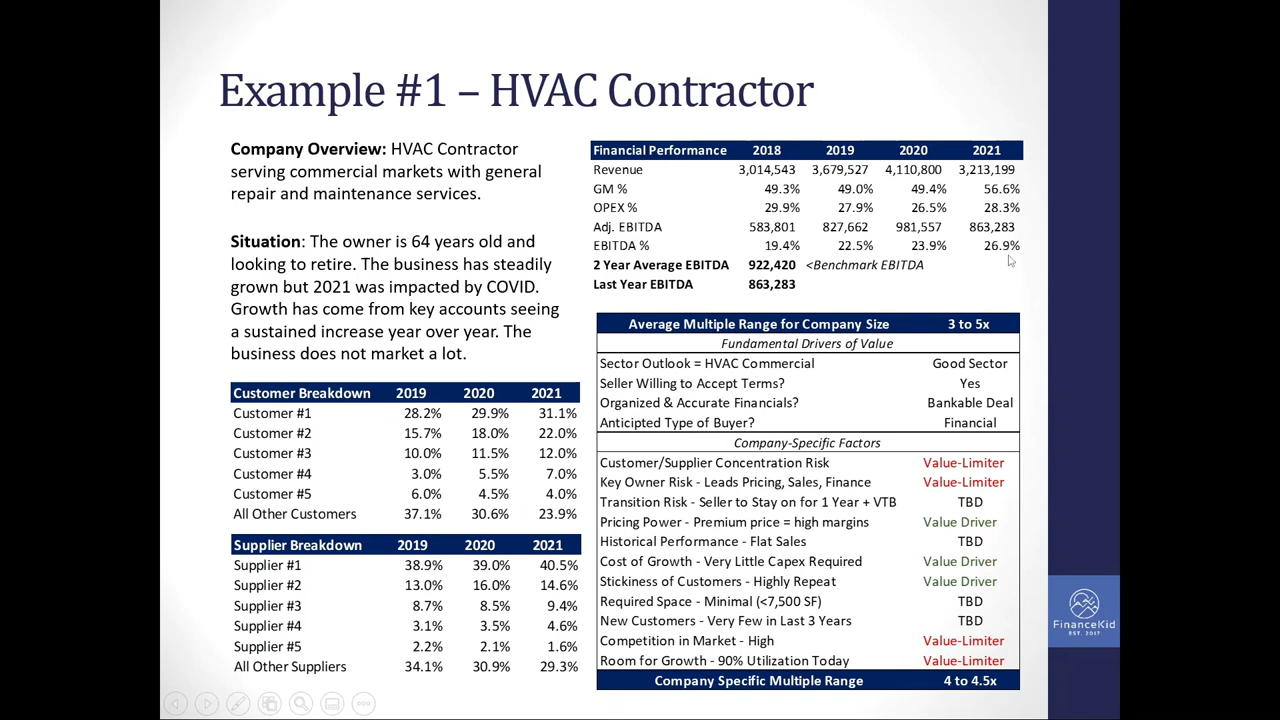 Example #1 – HVAC Contractor
Company Overview: HVAC Contractor
serving commercial markets with general
repair and maintenance services.
Situation: The owner is 64 years old and
looking to retire. The business has steadily
grown but 2021 was impacted by COVID.
Growth has come from key accounts seeing
a sustained increase year over year. The
business does not market a lot.
Customer Breakdown 2019 2020 2021
Customer #1 28.2% 29.9% 31.1%
Customer #2 15.7% 18.0% 22.0%
Customer #3 10.0% 11.5% 12.0%
Customer #4 3.0% 5.5% 7.0%
Customer #5 6.0% 4.5% 4.0%
All Other Customers 37.1% 30.6% 23.9%
Supplier Breakdown 2019 2020 2021
Supplier #1 38.9% 39.0% 40.5%
Supplier #2 13.0% 16.0% 14.6%
Supplier #3 8.7% 8.5% 9.4%
Supplier #4 3.1% 3.5% 4.6%
Supplier #5 2.2% 2.1% 1.6%
All Other Suppliers 34.1% 30.9% 29.3%
Financial Performance 2018 2019 2020 2021
Revenue 3,014,543 3,679,527 4,110,800 3,213,199
GM % 49.3% 49.0% 49.4% 56.6%
OPEX % 29.9% 27.9% 26.5% 28.3%
Adj. EBITDA 583,801 827,662 981,557 863,283
EBITDA % 19.4% 22.5% 23.9% 26.9%
2 Year Average EBITDA 922,420 <Benchmark EBITDA
Last Year EBITDA 863,283
Average Multiple Range for Company Size 3 to 5x
Fundamental Drivers of Value
Sector Outlook = HVAC Commercial Good Sector
Seller Willing to Accept Terms? Yes
Organized & Accurate Financials? Bankable Deal
Anticipted Type of Buyer? Financial
Company-Specific Factors
Customer/Supplier Concentration Risk Value-Limiter
Key Owner Risk - Leads Pricing, Sales, Finance Value-Limiter
Transition Risk - Seller to Stay on for 1 Year + VTB TBD
Pricing Power - Premium price = high margins Value Driver
Historical Performance - Flat Sales TBD
Cost of Growth - Very Little Capex Required Value Driver
Stickiness of Customers - Highly Repeat Value Driver
Required Space - Minimal (<7,500 SF) TBD
New Customers - Very Few in Last 3 Years TBD
Competition in Market - High Value-Limiter
Room for Growth - 90% Utilization Today Value-Limiter
Company Specific Multiple Range 4 to 4.5x
FinanceKid
EST. 2017